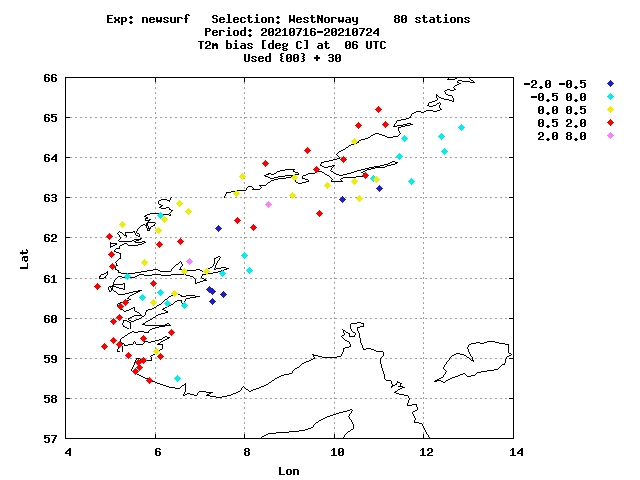 Exp: newsurf Selection: WestNorway 80 stations
Period: 20210716-20210724
T2m bias [deg C] at 06 UTC
Used {00} + 30
-2.0 -0.5
-0.5 0.0
0.0 0.5
0.5 2.0
2.0 8.0
66
65
64
63
62
61
60
59
58
57
Lat
4 6 8 10 12 14
Lon